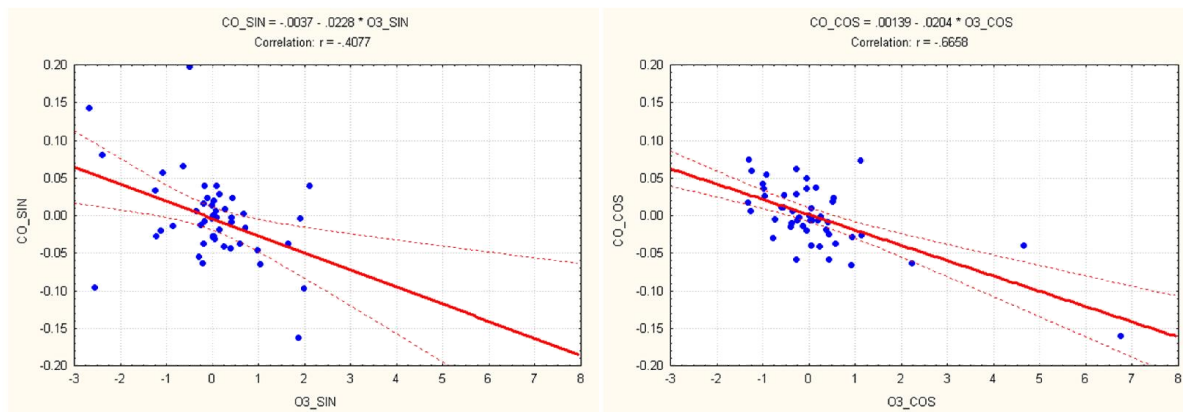 CO_SIN = -.0037 - .0228 * O3_SIN
Correlation: r = -.4077
0.20
0.15
0.10
0.05
0.00
-0.05
-0.10
-0.15
-0.20
CO_SIN
-3 -2 -1 0 1 2 3 4 5 6 7 8
O3_SIN
CO_COS = .00139 - .0204 * O3_COS
Correlation: r = -.6658
0.20
0.15
0.10
0.05
0.00
-0.05
-0.10
-0.15
-0.20
CO_COS
-3 -2 -1 0 1 2 3 4 5 6 7 8
O3_COS